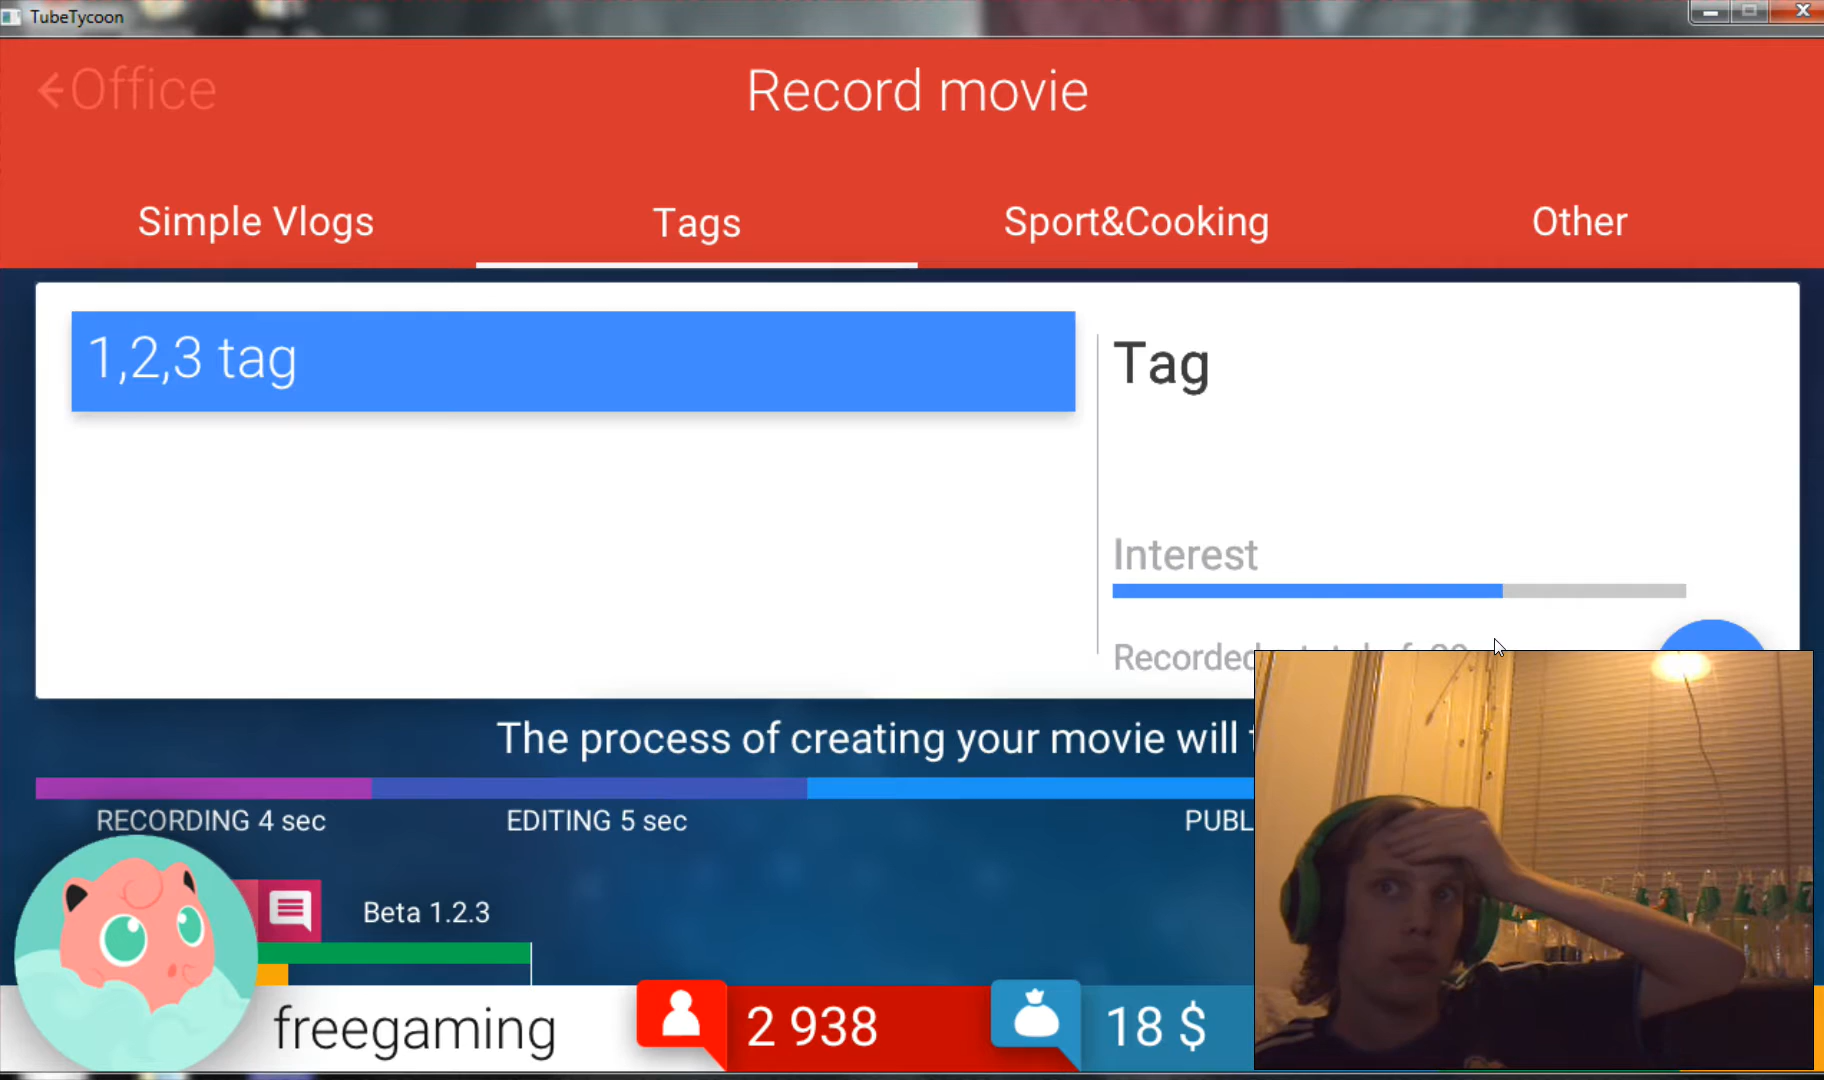 TubeTycoon
Office
Record movie
Simple Vlogs
Tags
Sport&Cooking
Other
1,2,3 tag
Tag
Interest
Recorded
The process of creating your movie will
RECORDING 4 sec
EDITING 5 sec
PUBL
Beta 1.2.3
freegaming
2 938
18 $